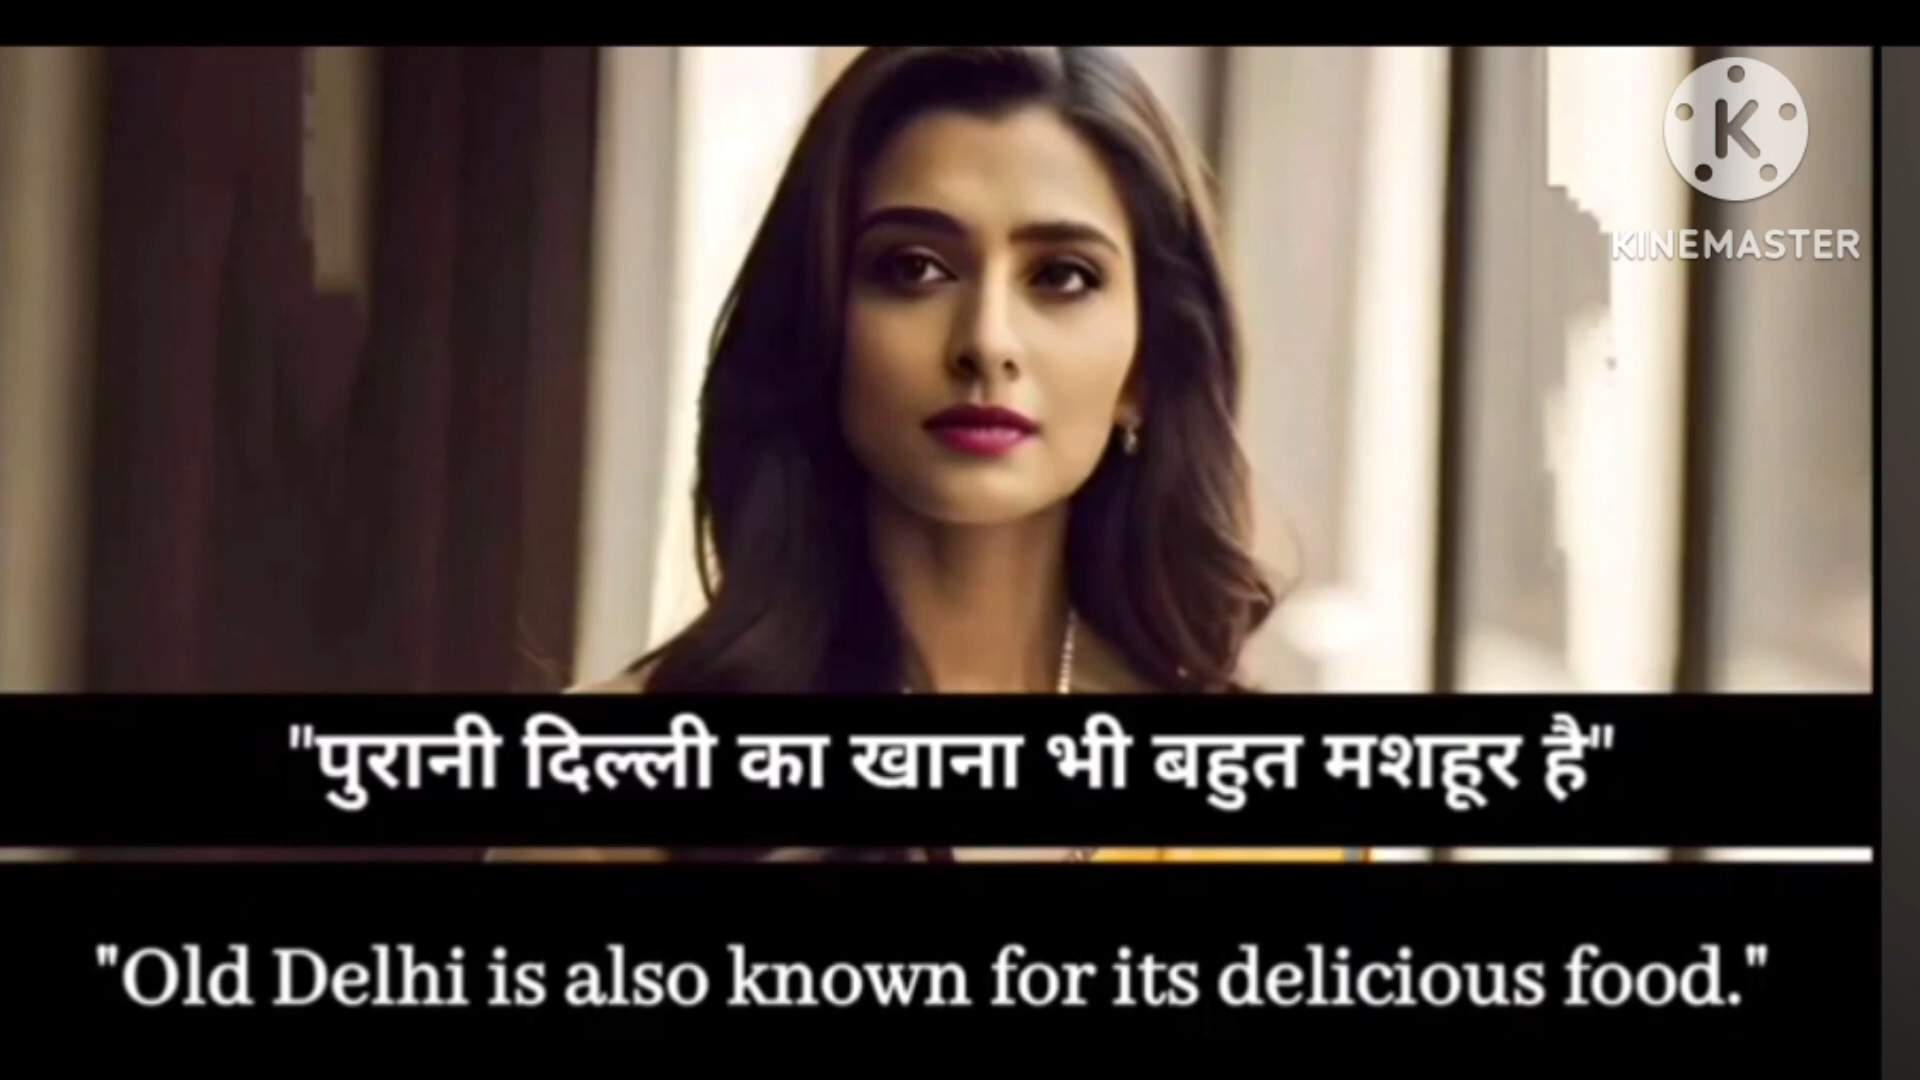 K
KINEMASTER
"पुरानी दिल्ली का खाना भी बहुत मशहूर है"
"Old Delhi is also known for its delicious food."